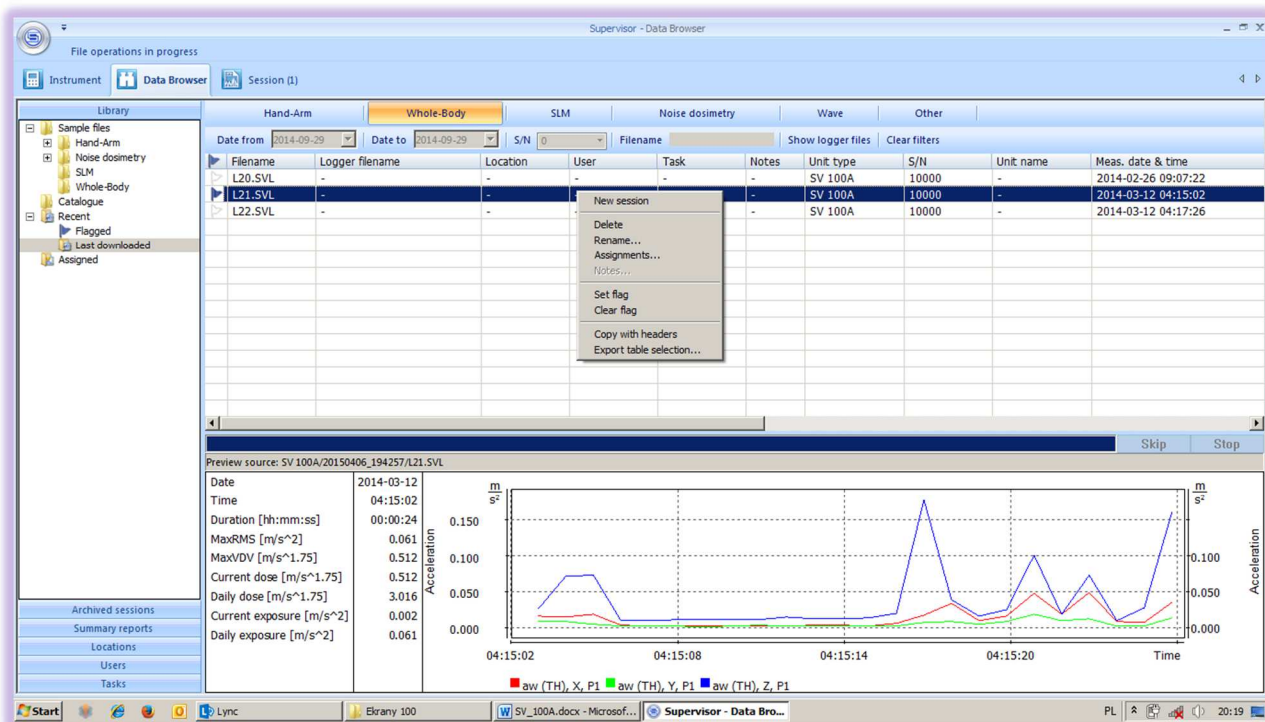 Supervisor - Data Browser
File operations in progress
Instrument Data Browser Session (1)
Library
Sample files
Hand-Arm
Noise dosimetry
SLM
Whole-Body
Catalogue
Recent
Flagged
Last downloaded
Assigned
Archived sessions
Summary reports
Locations
Users
Tasks
Hand-Arm Whole-Body SLM Noise dosimetry Wave Other
Date from 2014-09-29 Date to 2014-09-29 S/N 0 Filename Show logger files Clear filters
Filename Logger filename Location User Task Notes Unit type S/N Unit name Meas. date & time
L20.SVL - - - - - SV 100A 10000 - 2014-02-26 09:07:22
L21.SVL - - - - - SV 100A 10000 - 2014-03-12 04:15:02
L22.SVL - - - SV 100A 10000 - 2014-03-12 04:17:26
New session
Delete
Rename...
Assignments...
Notes...
Set flag
Clear flag
Copy with headers
Export table selection...
Skip Stop
Preview source: SV 100A/20150406_194257/L21.SVL
Date 2014-03-12
Time 04:15:02
Duration [hh:mm:ss] 00:00:24
MaxRMS [m/s^2] 0.061
MaxVDV [m/s^1.75] 0.512
Current dose [m/s^1.75] 0.512
Daily dose [m/s^1.75] 3.016
Current exposure [m/s^2] 0.002
Daily exposure [m/s^2] 0.061
m/s²
Acceleration
0.150
0.100
0.050
0.000
m/s²
Acceleration
0.100
0.050
0.000
04:15:02 04:15:08 04:15:14 04:15:20 Time
aw (TH), X, P1 aw (TH), Y, P1 aw (TH), Z, P1
Start Lync Ekrany 100 SV_100A.docx - Microsof... Supervisor - Data Bro... PL 20:19